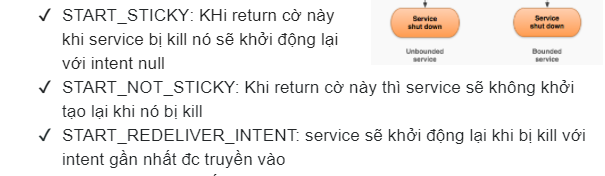 ✓ START_STICKY: KHi return cờ này
khi service bị kill nó sẽ khởi động lại
với intent null
Service
shut down
Service
shut down
Unbounded
service
Bounded
service
✓ START_NOT_STICKY: Khi return cờ này thì service sẽ không khởi
tạo lại khi nó bị kill
✓ START_REDELIVER_INTENT: service sẽ khởi động lại khi bị kill với
intent gần nhất đc truyền vào